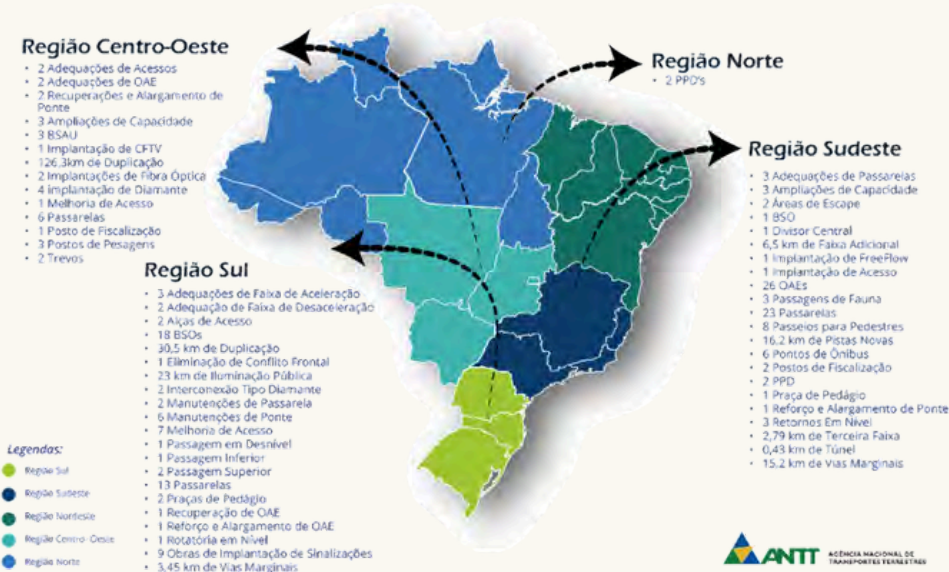 Região Centro-Oeste
• 2 Adequações de Acessos
• 2 Adequações de OAE
• 2 Recuperações e Alargamento de
Ponte
• 3 Ampliações de Capacidade
• 3 BSAU
• 1 Implantação de CFTV
• 126.3km de Duplicação
• 2 Implantações de Fibra Óptica
• 4 implantação de Diamante
• 1 Melhoria de Acesso
• 6 Passarelas
• 1 Posto de Fiscalização
• 3 Postos de Pesagens
• 2 Trevos
Região Norte
• 2 PPD's
Região Sudeste
• 3 Adequações de Passarelas
• 3 Ampliações de Capacidade
• 2 Áreas de Escape
• 1 BSO
• 1 Divisor Central
• 6,5 km de Faixa Adicional
• 1 Implantação de FreeFlow
• 1 Implantação de Acesso
• 26 OAEs
• 3 Passagens de Fauna
• 23 Passarelas
• 8 Passeios para Pedestres
• 16.2 km de Pistas Novas
• 6 Pontos de Ônibus
• 2 Postos de Fiscalização
• 2 PPD
• 1 Praça de Pedágio
• 1 Reforço e Alargamento de Ponte
• 3 Retornos Em Nível
• 2,79 km de Terceira Faixa
• 0,43 km de Túnel
• 15.2 km de Vias Marginais
Região Sul
• 3 Adequações de Faixa de Aceleração
• 2 Adequação de Faixa de Desaceleração
• 2 Alças de Acesso
• 18 BSOs
• 30,5 km de Duplicação
• 1 Eliminação de Conflito Frontal
• 23 km de Iluminação Pública
• 2 Interconexão Tipo Diamante
• 2 Manutenções de Passarela
• 6 Manutenções de Ponte
• 7 Melhoria de Acesso
• 1 Passagem em Desnível
• 1 Passagem Inferior
• 2 Passagem Superior
• 13 Passarelas
• 2 Praças de Pedágio
• 1 Recuperação de OAE
• 1 Reforço e Alargamento de OAE
• 1 Rotatória em Nível
• 9 Obras de Implantação de Sinalizações
• 3,45 km de Vias Marginais
Legendas:
Região Sul
Região Sudeste
Região Nordeste
Região Centro-Oeste
Região Norte
ANTT
AGÊNCIA NACIONAL DE
TRANSPORTES TERRESTRES